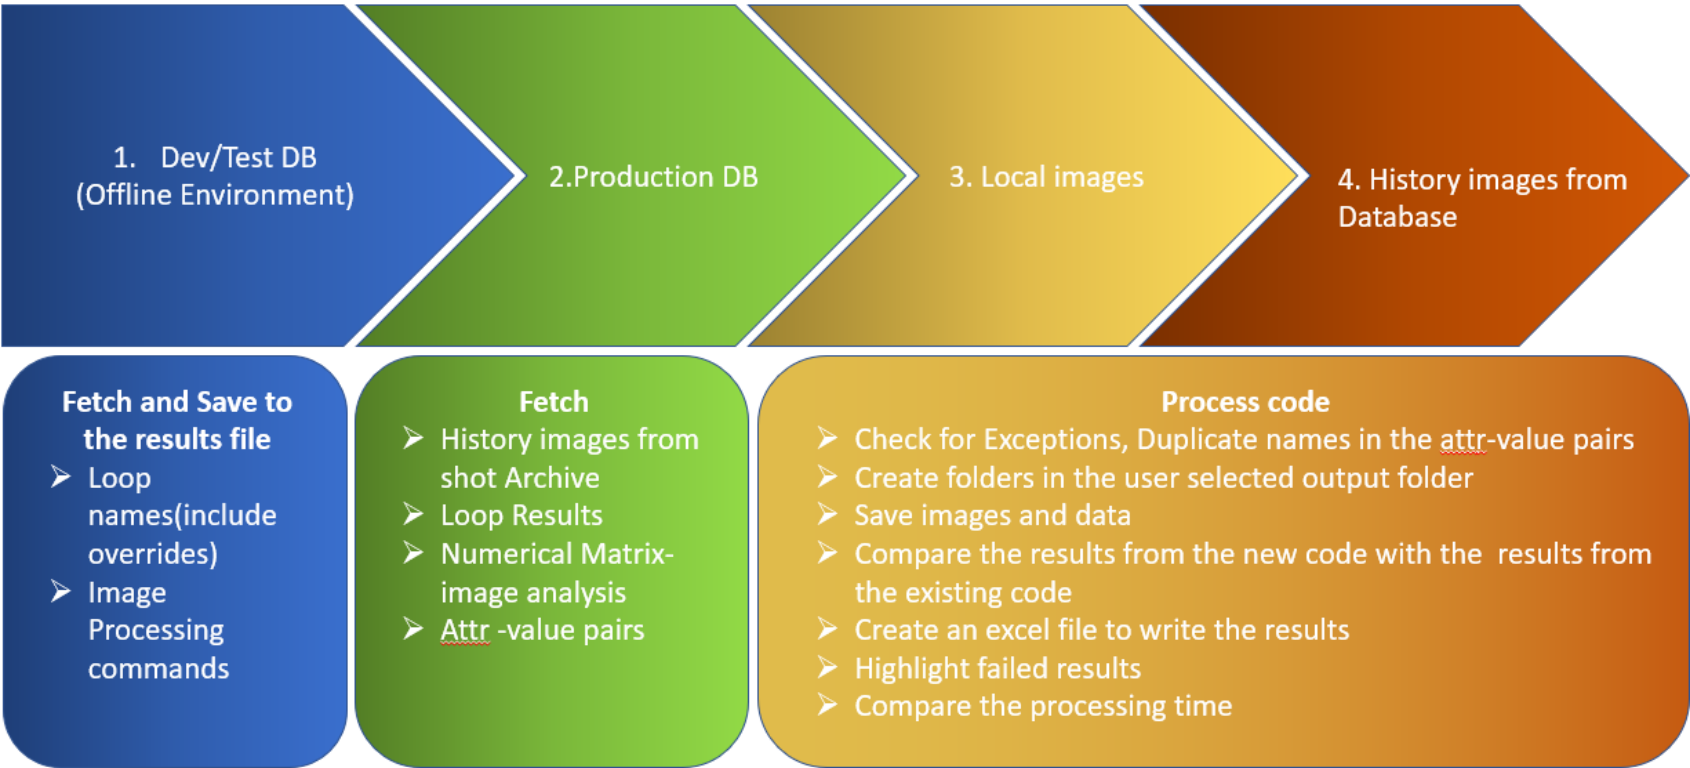 1. Dev/Test DB
(Offline Environment)
2.Production DB
3. Local images
4. History images from
Database
Fetch and Save to
the results file
➢ Loop
names(include
overrides)
➢ Image
Processing
commands
Fetch
➢ History images from
shot Archive
➢ Loop Results
➢ Numerical Matrix-
image analysis
➢ Attr -value pairs
Process code
➢ Check for Exceptions, Duplicate names in the attr-value pairs
➢ Create folders in the user selected output folder
➢ Save images and data
➢ Compare the results from the new code with the  results from
the existing code
➢ Create an excel file to write the results
➢ Highlight failed results
➢ Compare the processing time